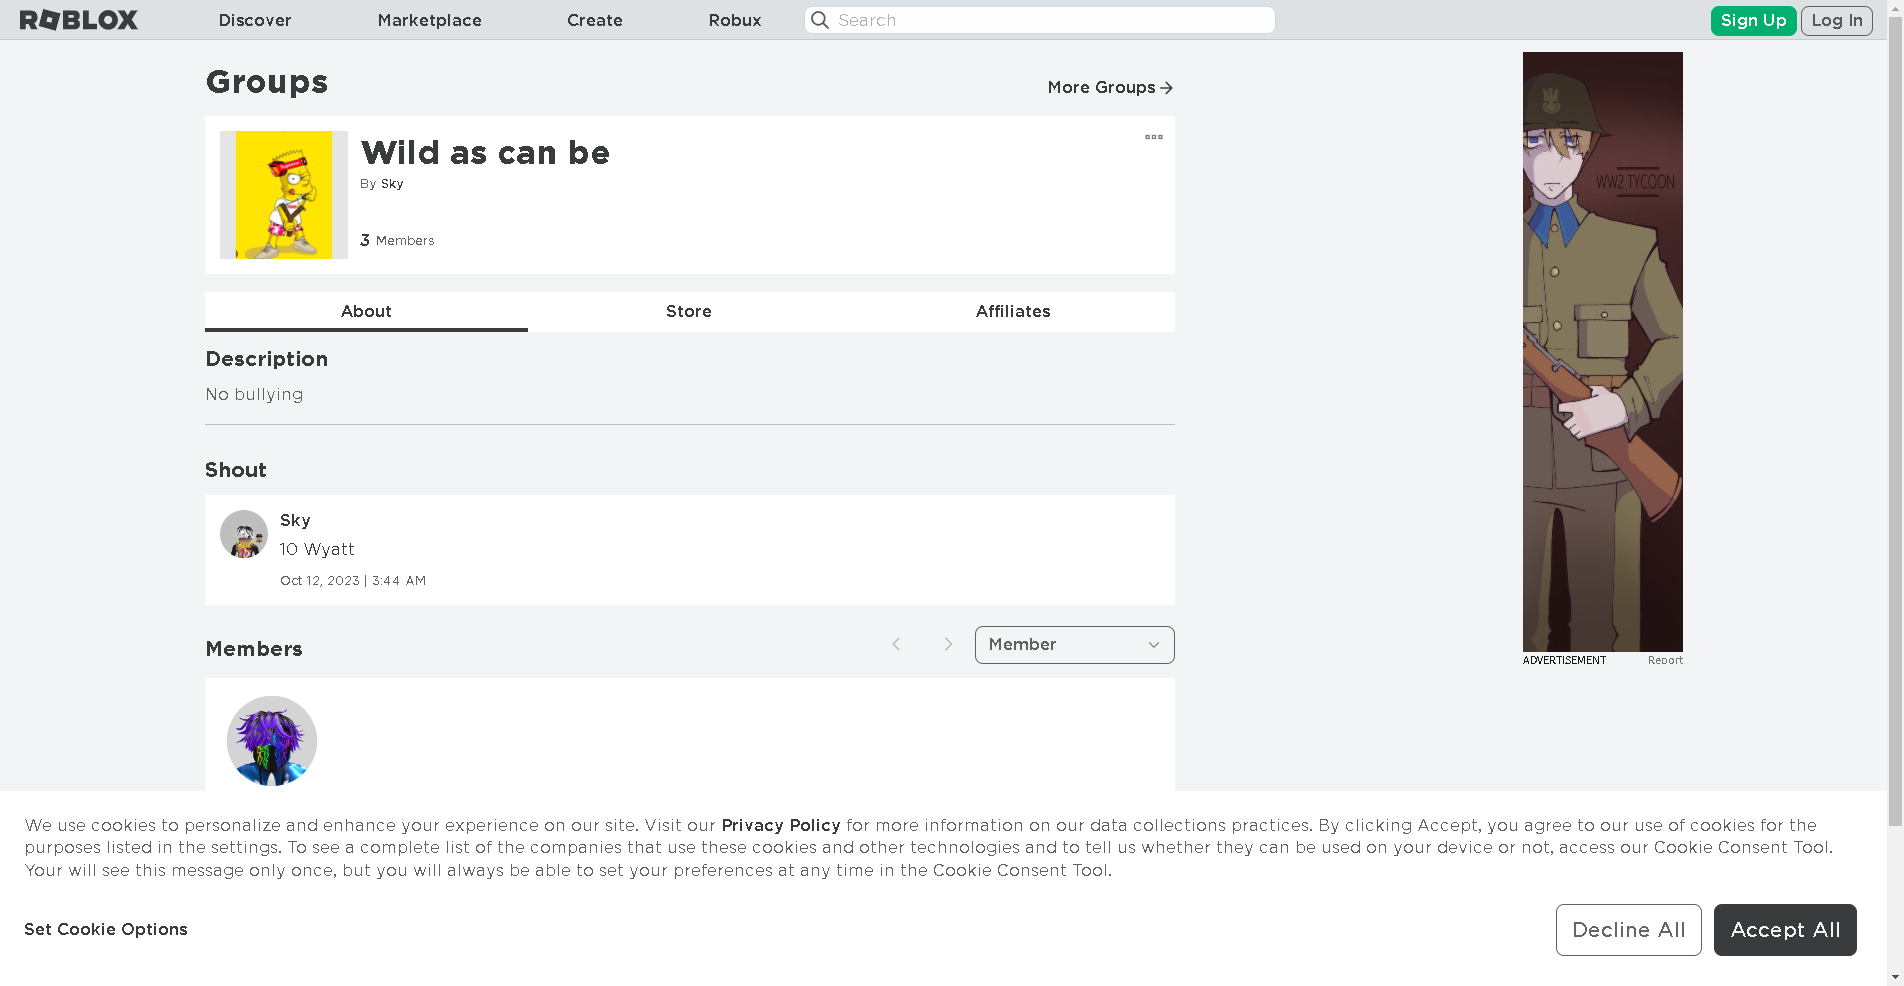 ROBLOX
Discover
Marketplace
Create
Robux
Search
Sign Up
Log In
Groups
More Groups
Wild as can be
By Sky
3 Members
About
Store
Affiliates
Description
No bullying
Shout
Sky
10 Wyatt
Oct 12, 2023 | 3:44 AM
Members
Member
WW2 TYCOON
ADVERTISEMENT
Report
We use cookies to personalize and enhance your experience on our site. Visit our Privacy Policy for more information on our data collections practices. By clicking Accept, you agree to our use of cookies for the
purposes listed in the settings. To see a complete list of the companies that use these cookies and other technologies and to tell us whether they can be used on your device or not, access our Cookie Consent Tool.
Your will see this message only once, but you will always be able to set your preferences at any time in the Cookie Consent Tool.
Set Cookie Options
Decline All
Accept All